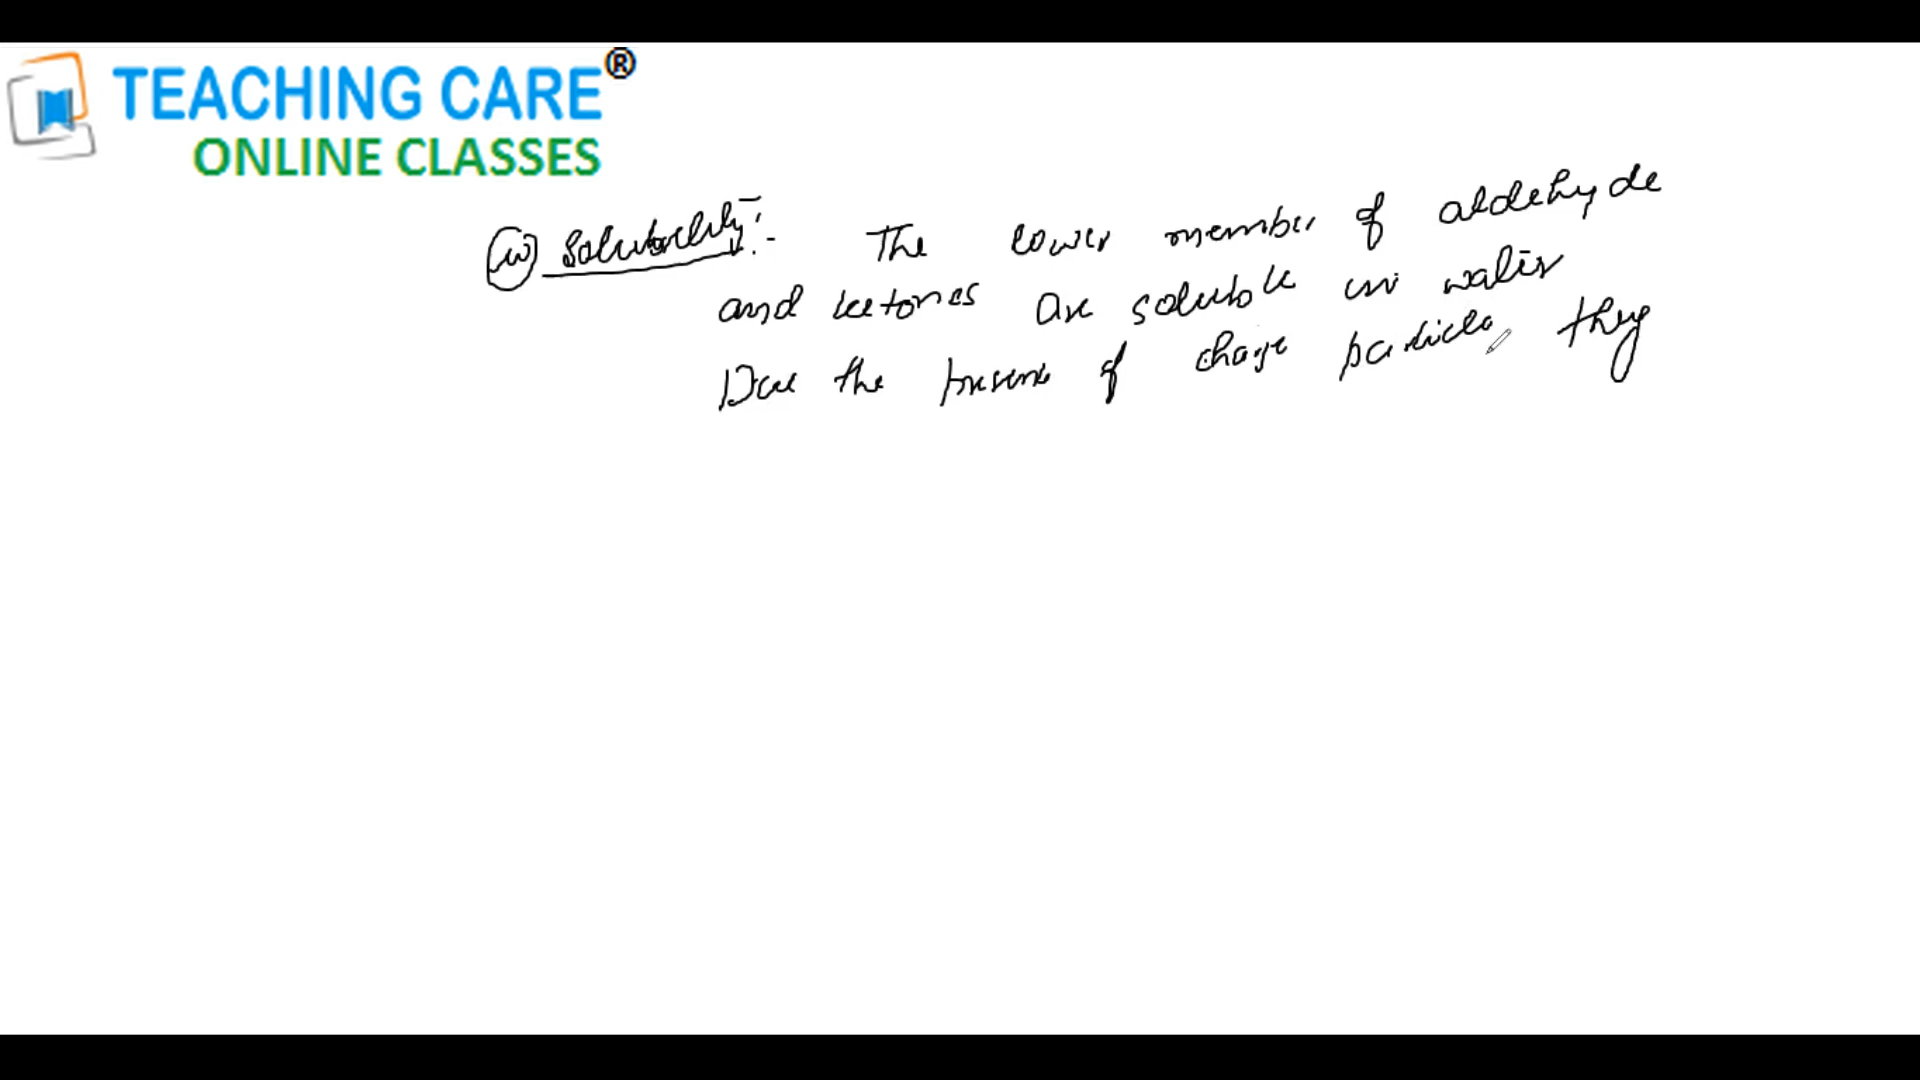 TEACHING CARE®
ONLINE CLASSES
(iv) Solubility:- The lower member of aldehyde
and ketones are soluble in water
Due the presence of charge particle, they